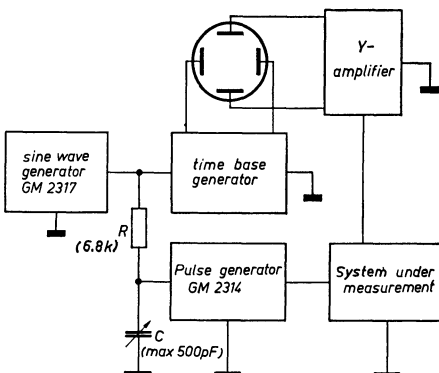 Y-
amplifier
sine wave
generator
GM 2317
time base
generator
R
(6.8k)
Pulse generator
GM 2314
System under
measurement
C
(max 500pF)